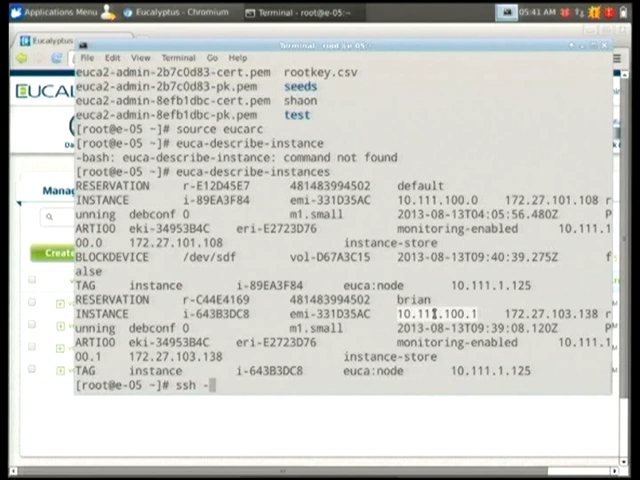 Applications Menu
Eucalyptus - Chromium
Terminal - root@e-05:~
05:41 AM
Eucalyptus
Terminal - root@e-05:~
File Edit View Terminal Go Help
EUCA
Manag
Create
euca2-admin-2b7c0d83-cert.pem rootkey.csv
euca2-admin-2b7c0d83-pk.pem seeds
euca2-admin-8efb1dbc-cert.pem shaon
euca2-admin-8efb1dbc-pk.pem test
[root@e-05 ~]# source eucarc
[root@e-05 ~]# euca-describe-instance
-bash: euca-describe-instance: command not found
[root@e-05 ~]# euca-describe-instances
RESERVATION r-E12D45E7 481483994502 default
INSTANCE i-89EA3F84 emi-331D35AC 10.111.100.0 172.27.101.108 r
unning debconf 0 m1.small 2013-08-13T04:05:56.480Z P
ARTI00 eki-34953B4C eri-E2723D76 monitoring-enabled 10.111.1
00.0 172.27.101.108 instance-store
BLOCKDEVICE /dev/sdf vol-D67A3C15 2013-08-13T09:40:39.275Z f
alse
TAG instance i-89EA3F84 euca:node 10.111.1.125
RESERVATION r-C44E4169 481483994502 brian
INSTANCE i-643B3DC8 emi-331D35AC 10.111.100.1 172.27.103.138 r
unning debconf 0 m1.small 2013-08-13T09:39:08.120Z P
ARTI00 eki-34953B4C eri-E2723D76 monitoring-enabled 10.111.1
00.1 172.27.103.138 instance-store
TAG instance i-643B3DC8 euca:node 10.111.1.125
[root@e-05 ~]# ssh -